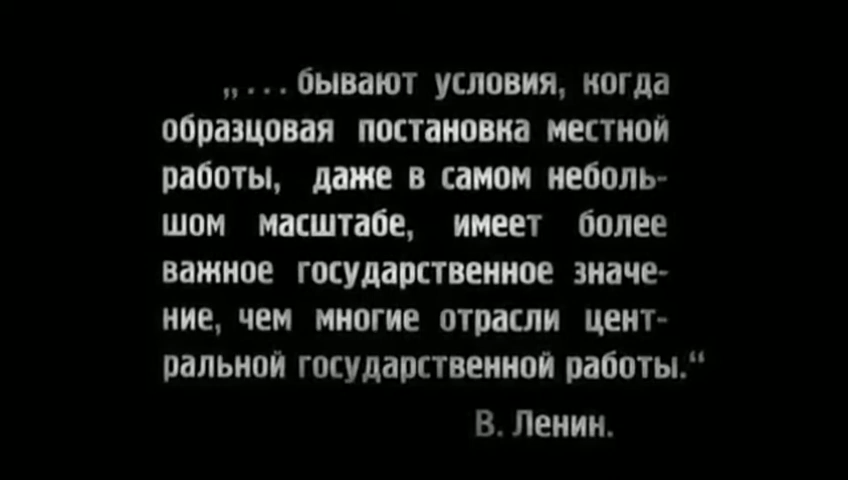 „... бывают условия, когда
образцовая постановка местной
работы, даже в самом неболь-
шом масштабе, имеет более
важное государственное значе-
ние, чем многие отрасли цент-
ральной государственной работы.“
В. Ленин.